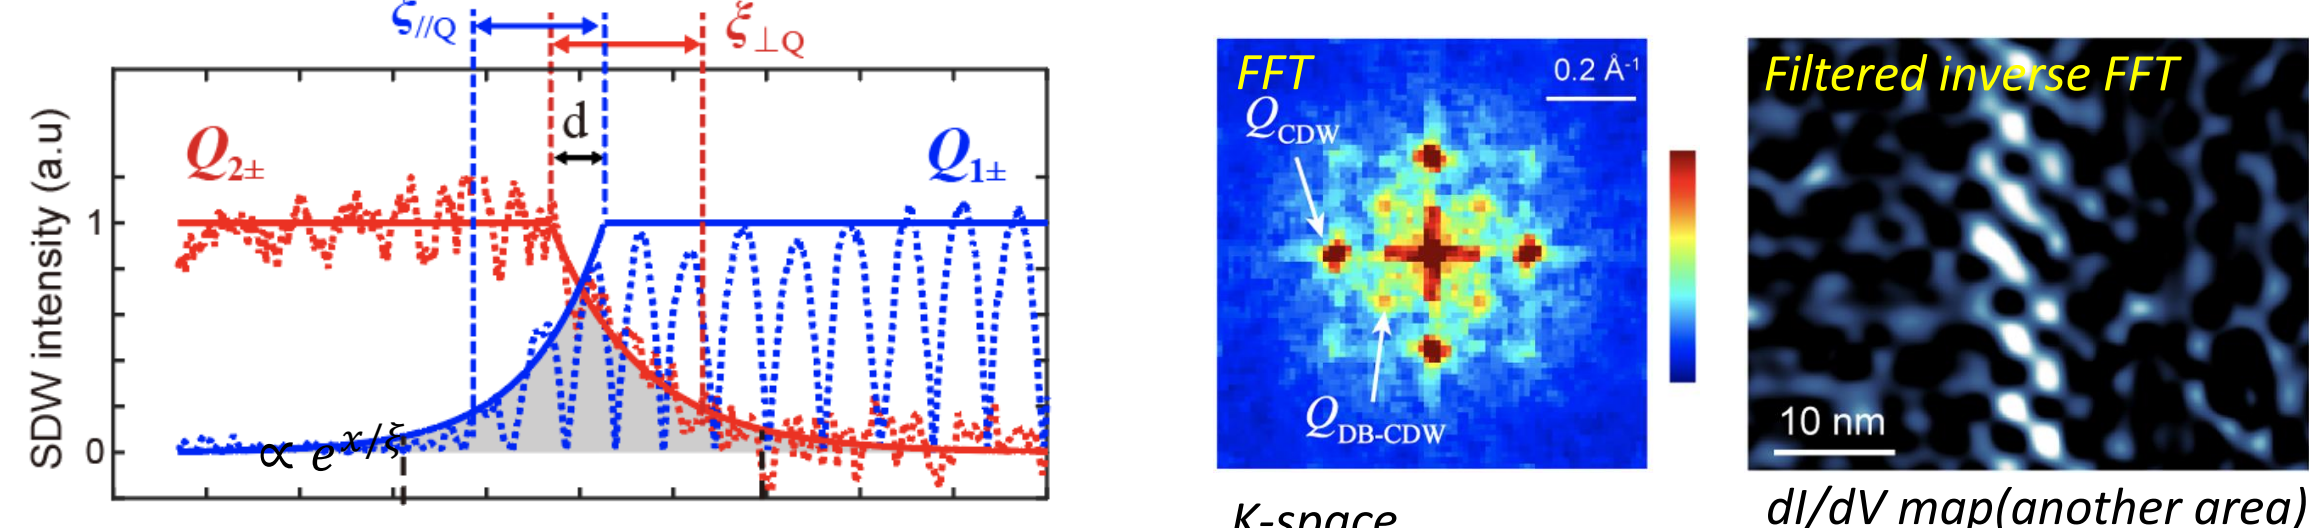 ξ//Q
ξ⊥Q
d
Q2±
Q1±
SDW intensity (a.u)
1
0
∝ e^x/ξ
FFT
0.2 Å⁻¹
QCDW
QDB-CDW
K-space
Filtered inverse FFT
10 nm
dI/dV map(another area)